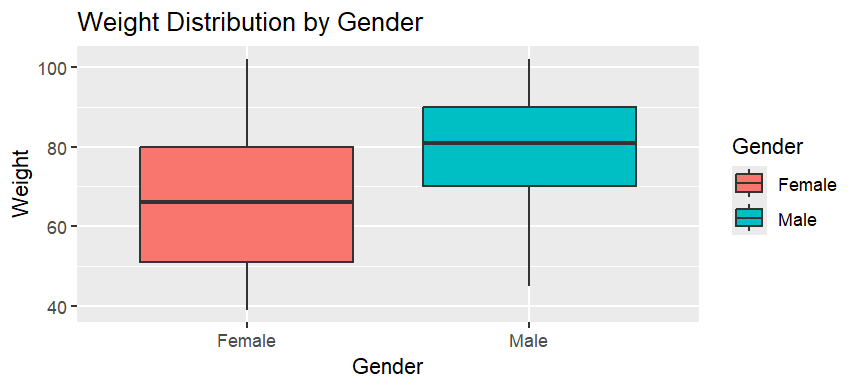 Weight Distribution by Gender
100
80
60
40
Weight
Female
Male
Gender
Gender
Female
Male